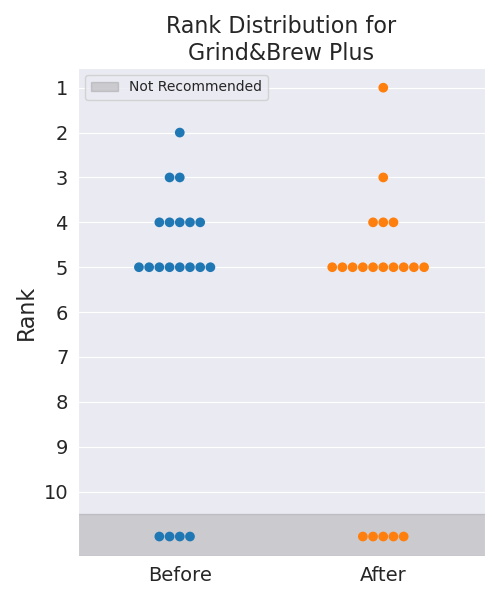 Rank Distribution for
Grind&Brew Plus
Not Recommended
1
2
3
4
5
6
7
8
9
10
Rank
Before
After